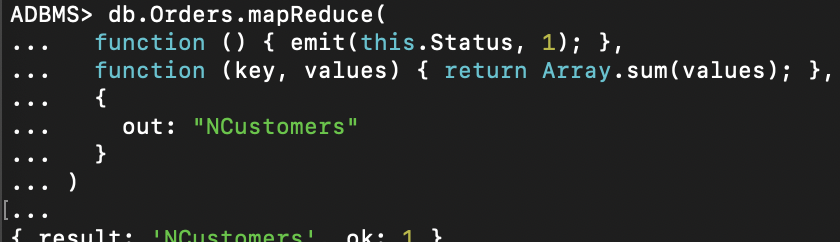 ADBMS> db.Orders.mapReduce(
...   function () { emit(this.Status, 1); },
...   function (key, values) { return Array.sum(values); },
...   {
...     out: "NCustomers"
...   }
... )
[...
{ result: 'NCustomers', ok: 1 }